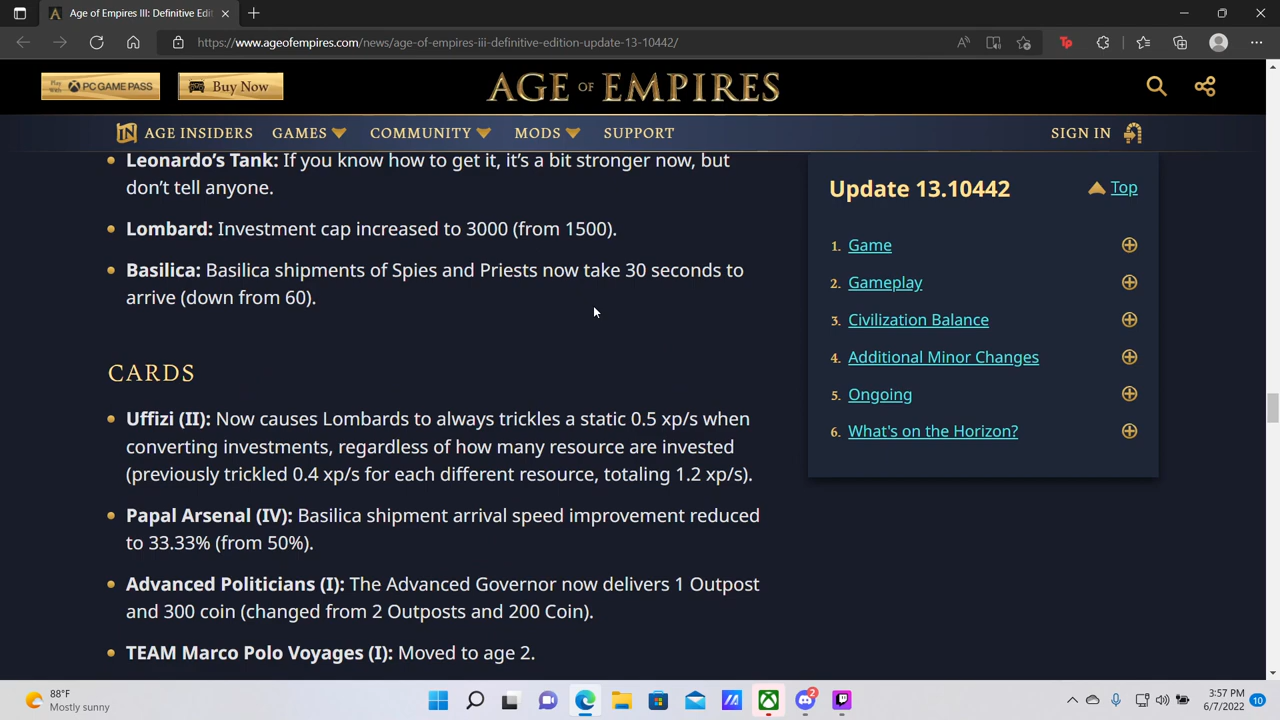 Age of Empires III: Definitive Edit
https://www.ageofempires.com/news/age-of-empires-iii-definitive-edition-update-13-10442/
PC GAME PASS
Buy Now
AGE OF EMPIRES
AGE INSIDERS
GAMES
COMMUNITY
MODS
SUPPORT
SIGN IN
Leonardo’s Tank: If you know how to get it, it’s a bit stronger now, but
don’t tell anyone.
Lombard: Investment cap increased to 3000 (from 1500).
Basilica: Basilica shipments of Spies and Priests now take 30 seconds to
arrive (down from 60).
CARDS
Uffizi (II): Now causes Lombards to always trickles a static 0.5 xp/s when
converting investments, regardless of how many resource are invested
(previously trickled 0.4 xp/s for each different resource, totaling 1.2 xp/s).
Papal Arsenal (IV): Basilica shipment arrival speed improvement reduced
to 33.33% (from 50%).
Advanced Politicians (I): The Advanced Governor now delivers 1 Outpost
and 300 coin (changed from 2 Outposts and 200 Coin).
TEAM Marco Polo Voyages (I): Moved to age 2.
Update 13.10442
Top
1. Game
2. Gameplay
3. Civilization Balance
4. Additional Minor Changes
5. Ongoing
6. What's on the Horizon?
88°F
Mostly sunny
2
3:57 PM
6/7/2022
10